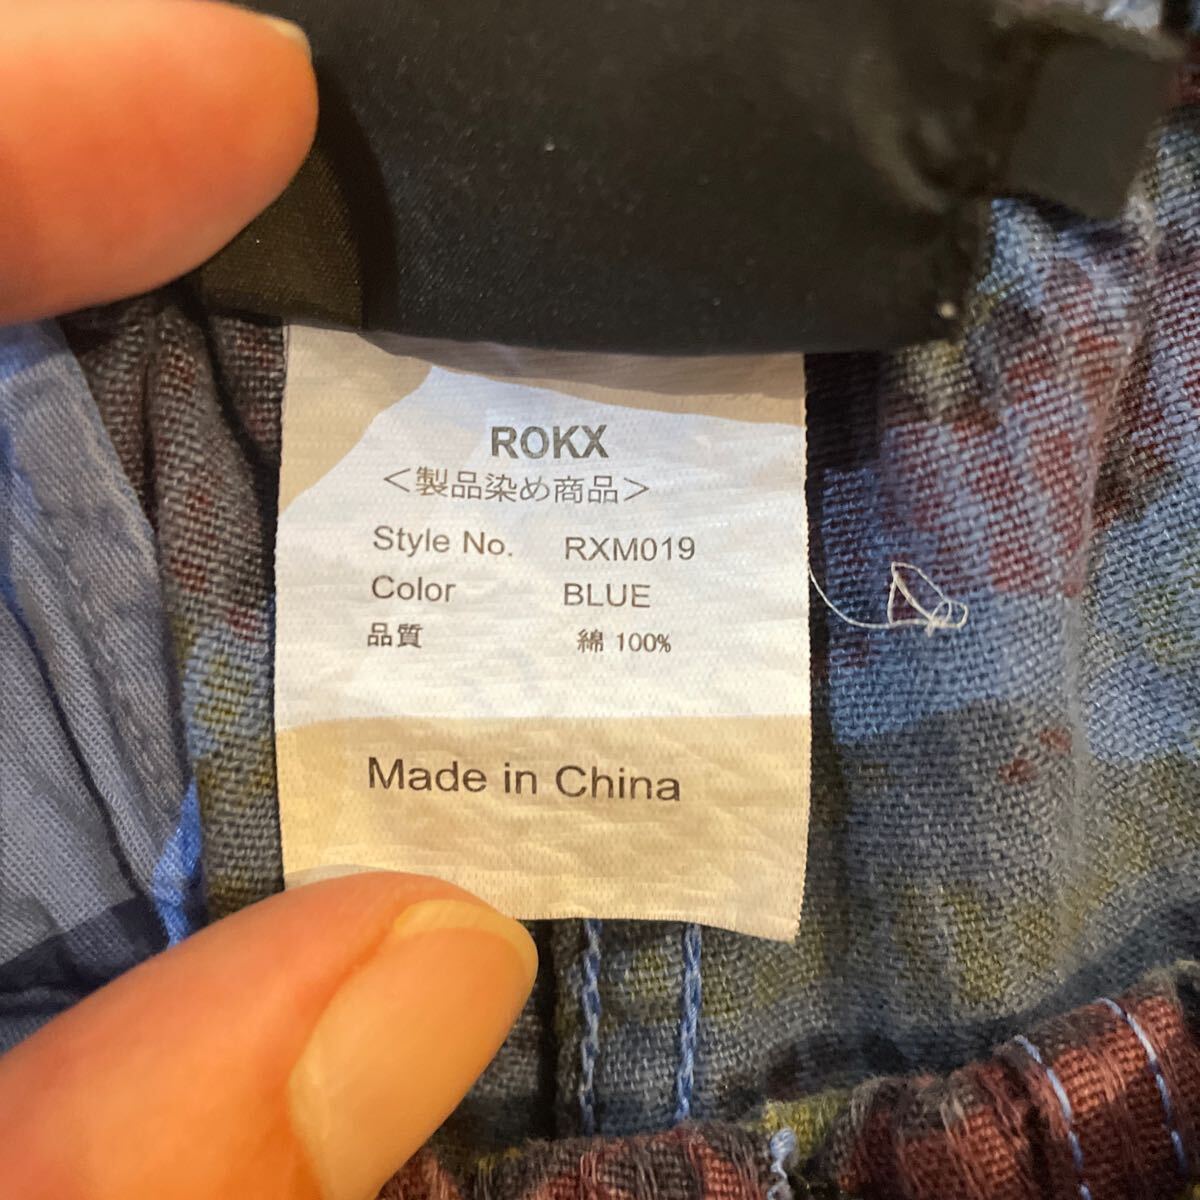 ROKX
<製品染め商品>
Style No. RXM019
Color BLUE
品質 綿 100%
Made in China